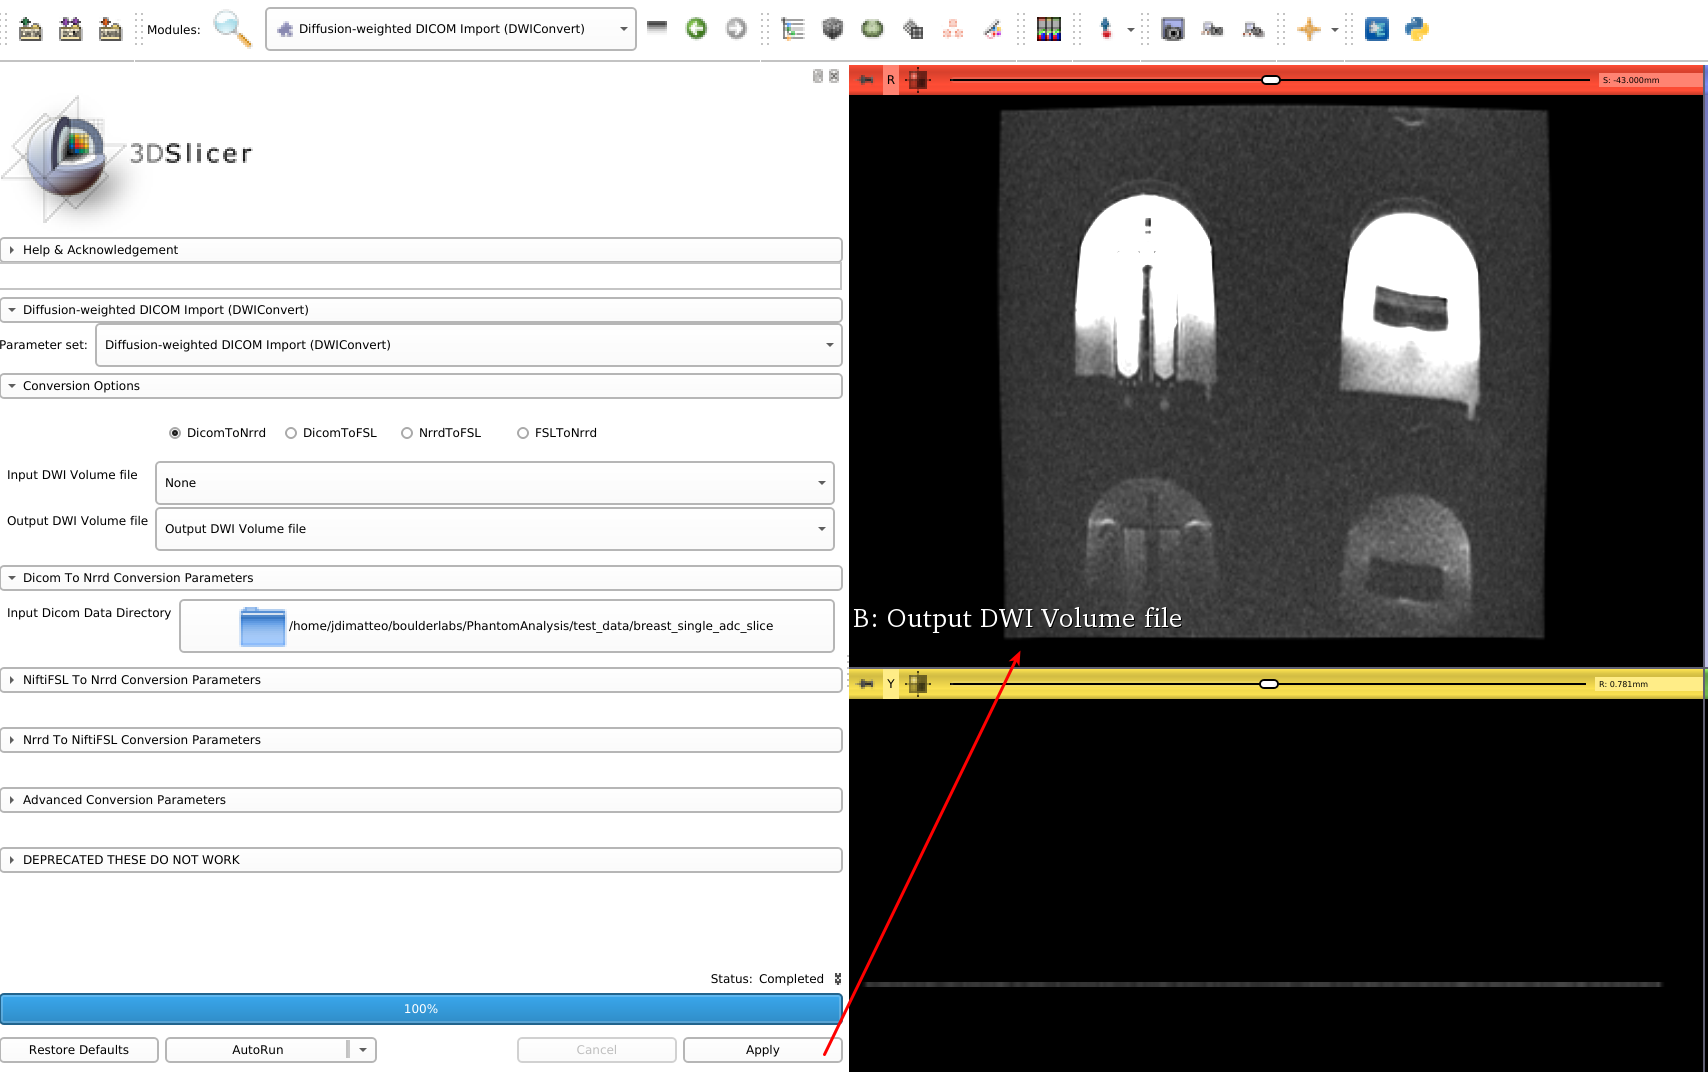 Modules: Diffusion-weighted DICOM Import (DWIConvert)
3DSlicer
Help & Acknowledgement
Diffusion-weighted DICOM Import (DWIConvert)
Parameter set: Diffusion-weighted DICOM Import (DWIConvert)
Conversion Options
DicomToNrrd DicomToFSL NrrdToFSL FSLToNrrd
Input DWI Volume file None
Output DWI Volume file Output DWI Volume file
Dicom To Nrrd Conversion Parameters
Input Dicom Data Directory /home/jdimatteo/boulderlabs/PhantomAnalysis/test_data/breast_single_adc_slice
NiftiFSL To Nrrd Conversion Parameters
Nrrd To NiftiFSL Conversion Parameters
Advanced Conversion Parameters
DEPRECATED THESE DO NOT WORK
Status: Completed
100%
Restore Defaults AutoRun Cancel Apply
R S: -43.000mm
B: Output DWI Volume file
Y R: 0.781mm